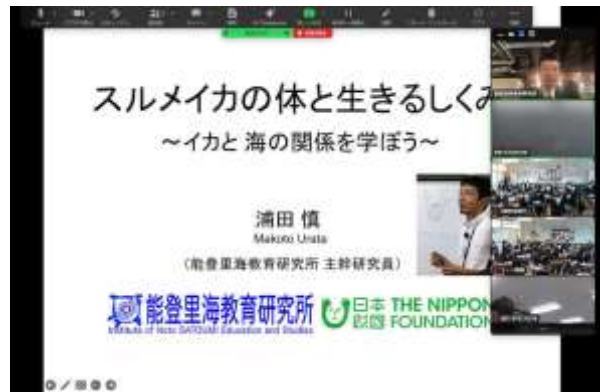 スルメイカの体と生きるしくみ
～イカと 海の関係を学ぼう～
浦田 慎
Makoto Urata
(能登里海教育研究所 主幹研究員)
能登里海教育研究所
Institute of Noto SATOUMI Education and Studies
日本
財団
THE NIPPON
FOUNDATION